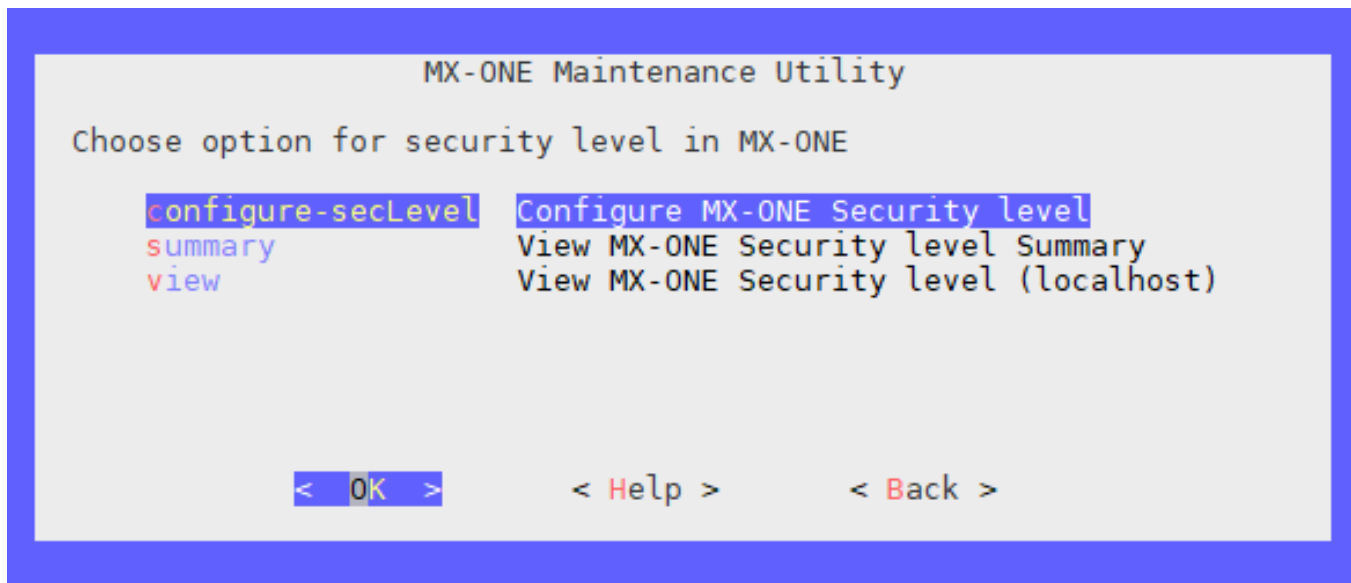 MX-ONE Maintenance Utility
Choose option for security level in MX-ONE
configure-secLevel Configure MX-ONE Security level
summary View MX-ONE Security level Summary
view View MX-ONE Security level (localhost)
< OK > < Help > < Back >